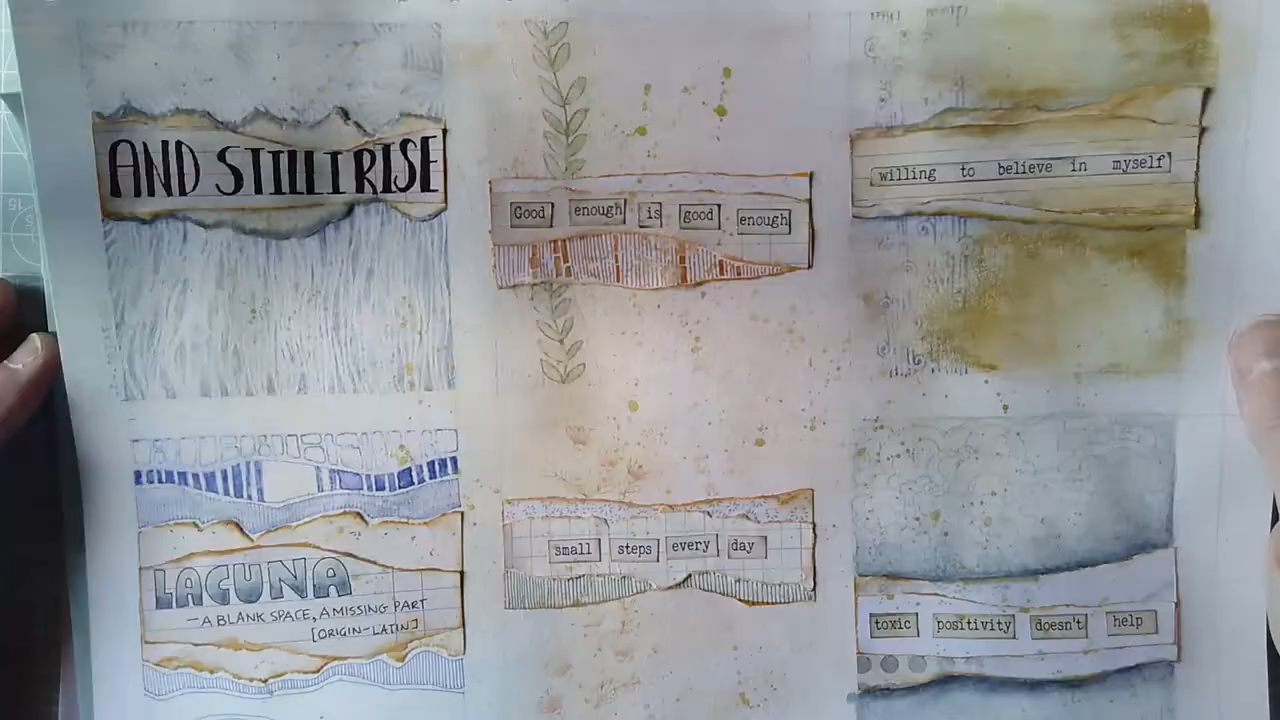 AND STILL I RISE
Good enough is good enough
willing to believe in myself
LACUNA
—A BLANK SPACE, A MISSING PART
[ORIGIN-LATIN]
small steps every day
toxic positivity doesn't help